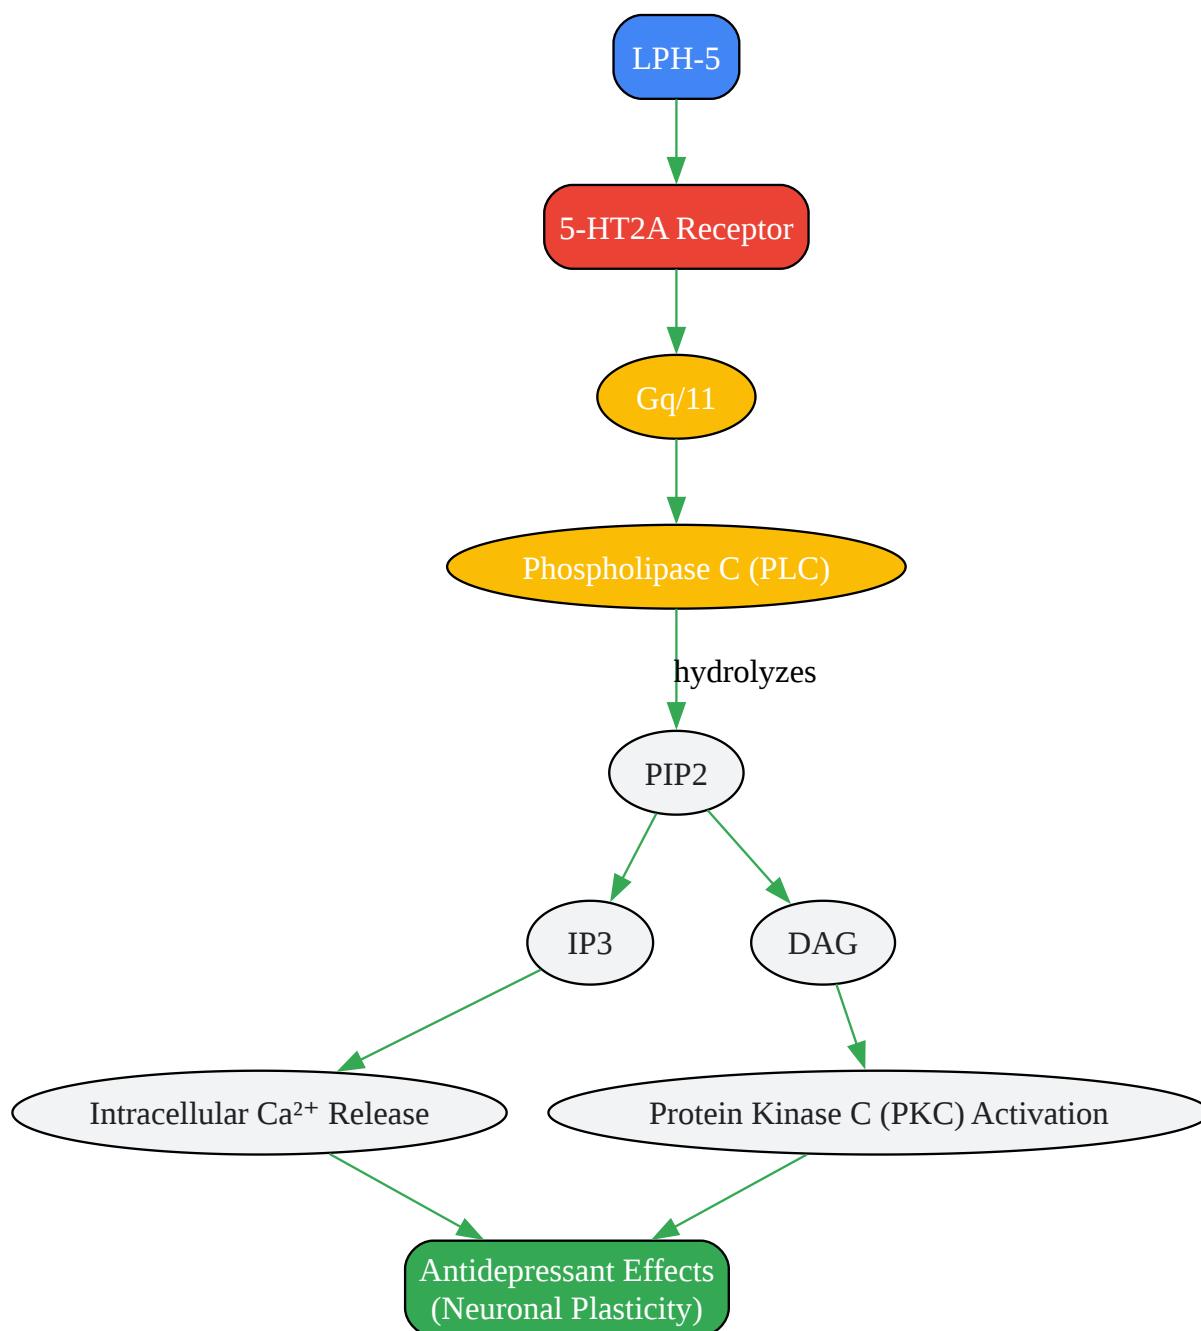 LPH-5
5-HT2A Receptor
Gq/11
Phospholipase C (PLC)
hydrolyzes
PIP2
IP3
DAG
Intracellular Ca²⁺ Release
Protein Kinase C (PKC) Activation
Antidepressant Effects
(Neuronal Plasticity)